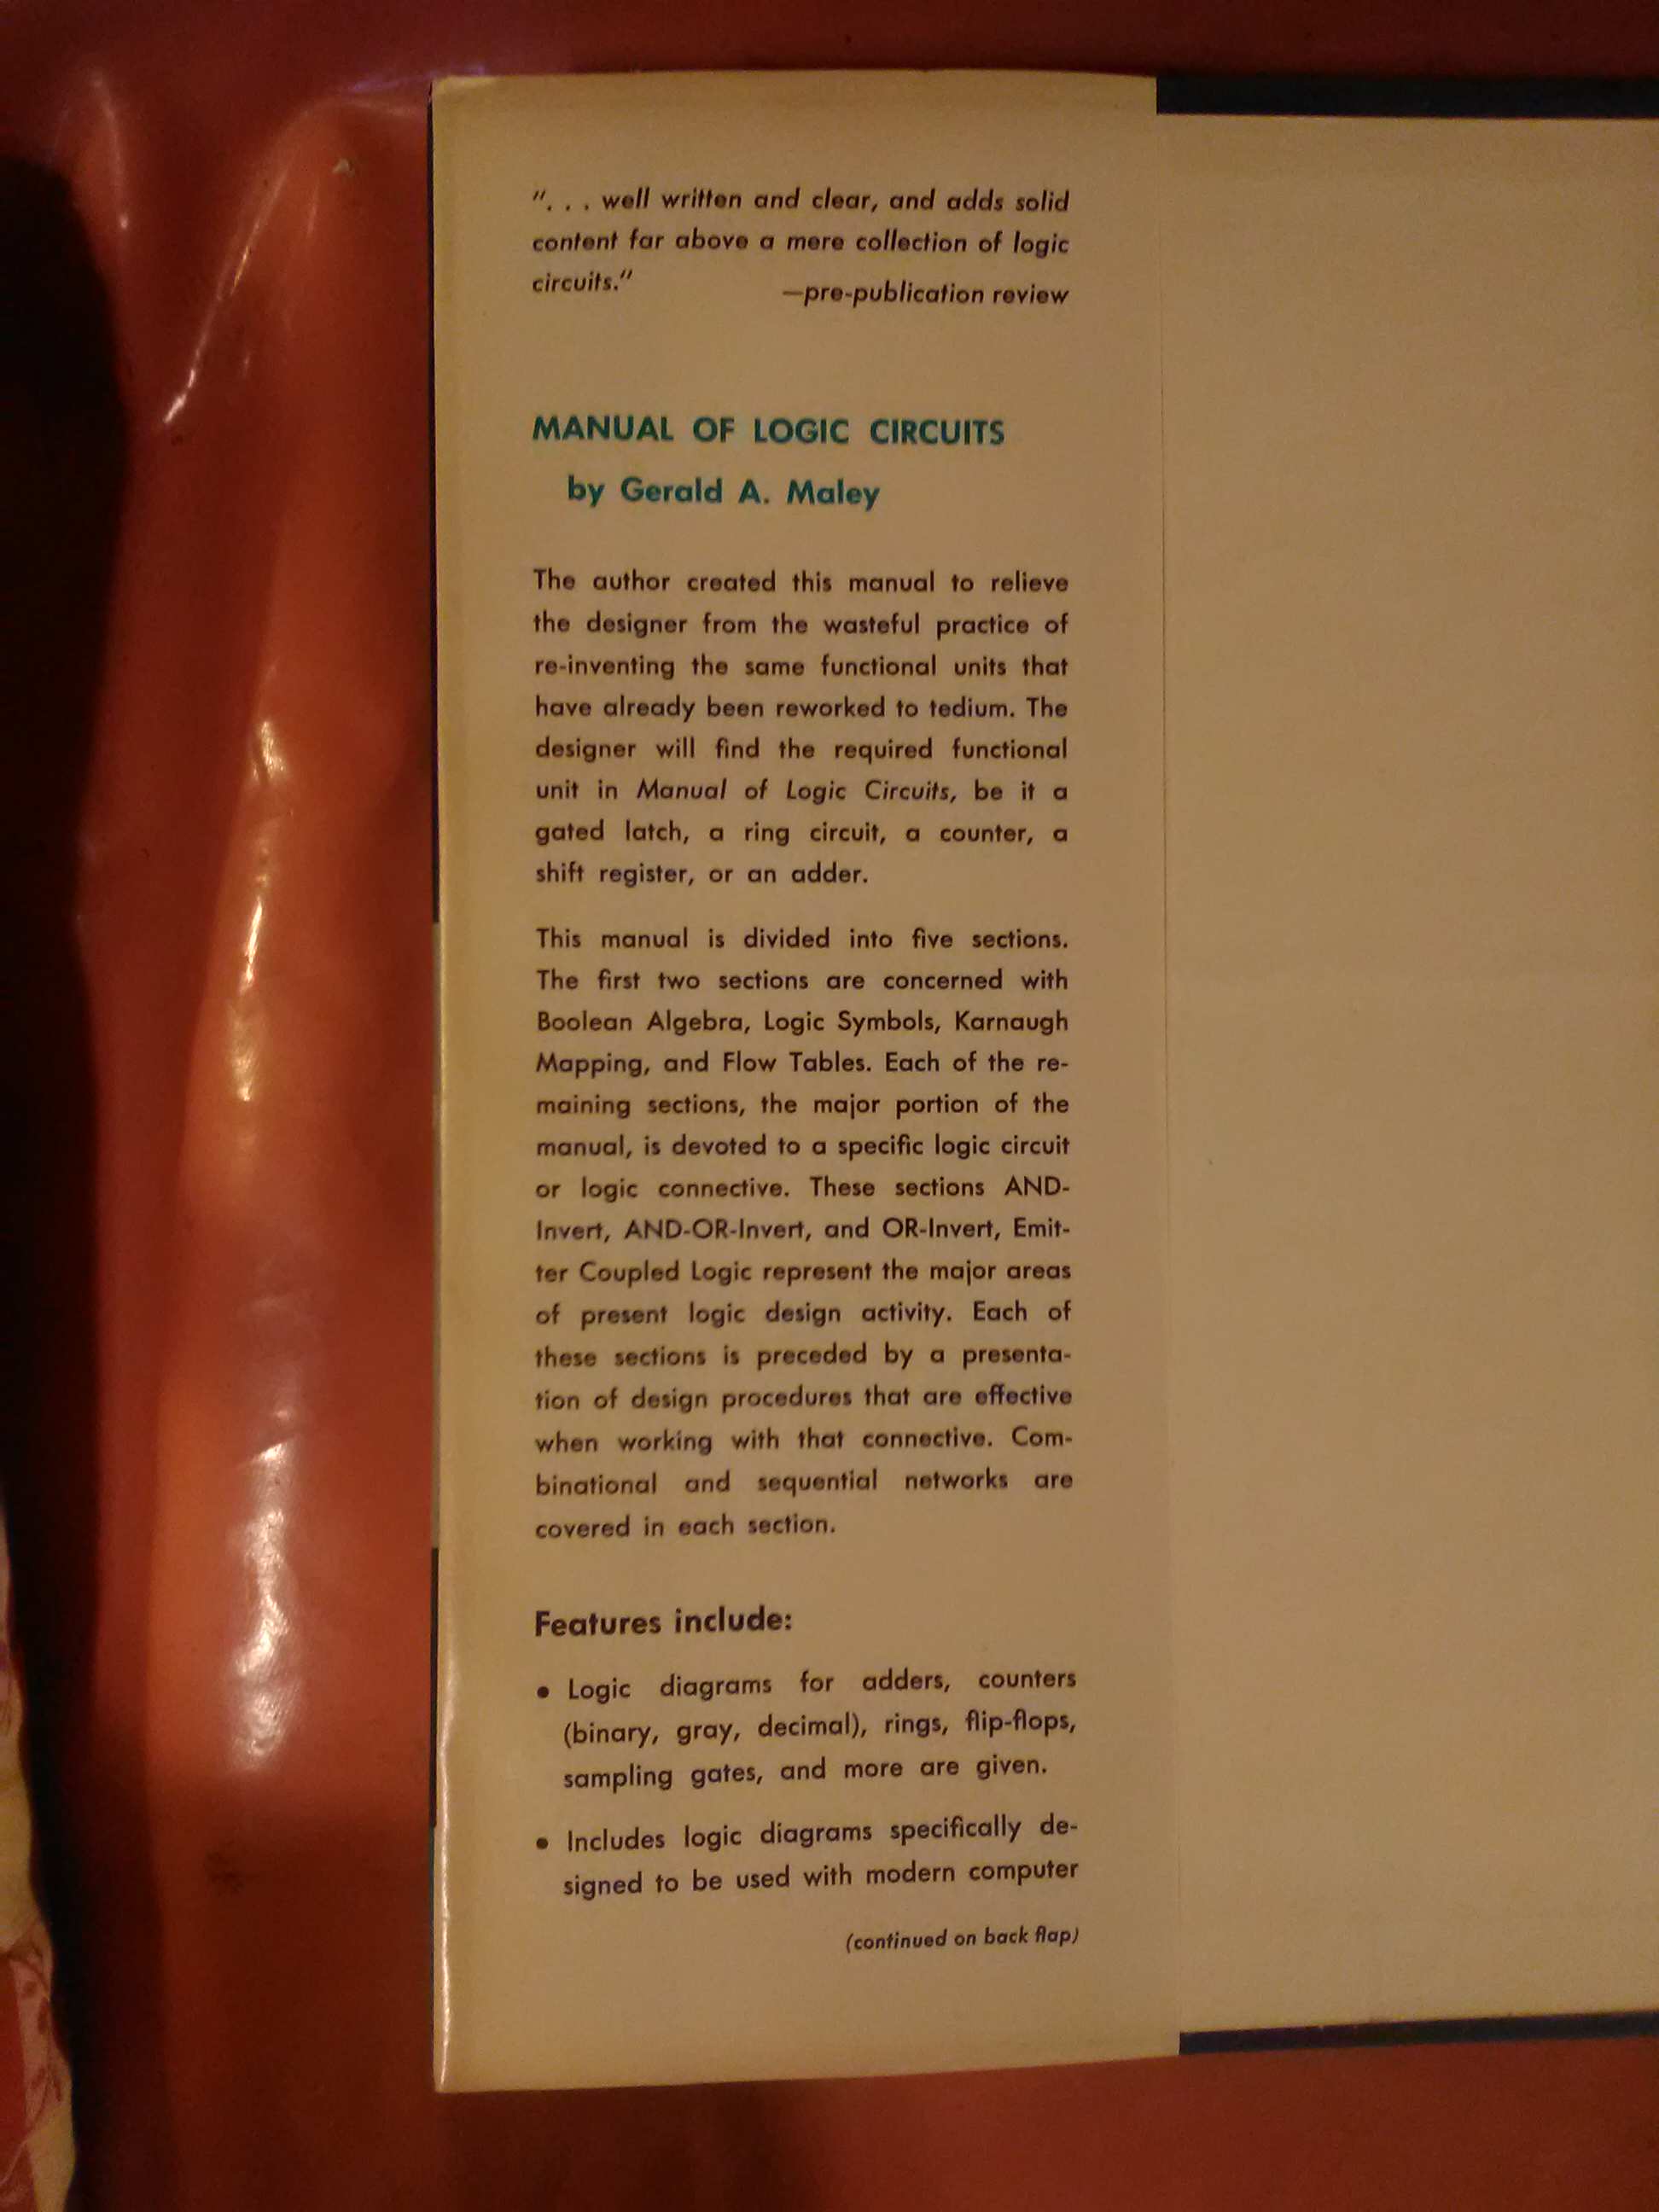 ". . . well written and clear, and adds solid
content far above a mere collection of logic
circuits."
—pre-publication review
MANUAL OF LOGIC CIRCUITS
by Gerald A. Maley
The author created this manual to relieve
the designer from the wasteful practice of
re-inventing the same functional units that
have already been reworked to tedium. The
designer will find the required functional
unit in Manual of Logic Circuits, be it a
gated latch, a ring circuit, a counter, a
shift register, or an adder.
This manual is divided into five sections.
The first two sections are concerned with
Boolean Algebra, Logic Symbols, Karnaugh
Mapping, and Flow Tables. Each of the re-
maining sections, the major portion of the
manual, is devoted to a specific logic circuit
or logic connective. These sections AND-
Invert, AND-OR-Invert, and OR-Invert, Emit-
ter Coupled Logic represent the major areas
of present logic design activity. Each of
these sections is preceded by a presenta-
tion of design procedures that are effective
when working with that connective. Com-
binational and sequential networks are
covered in each section.
Features include:
• Logic diagrams for adders, counters
(binary, gray, decimal), rings, flip-flops,
sampling gates, and more are given.
• Includes logic diagrams specifically de-
signed to be used with modern computer
(continued on back flap)